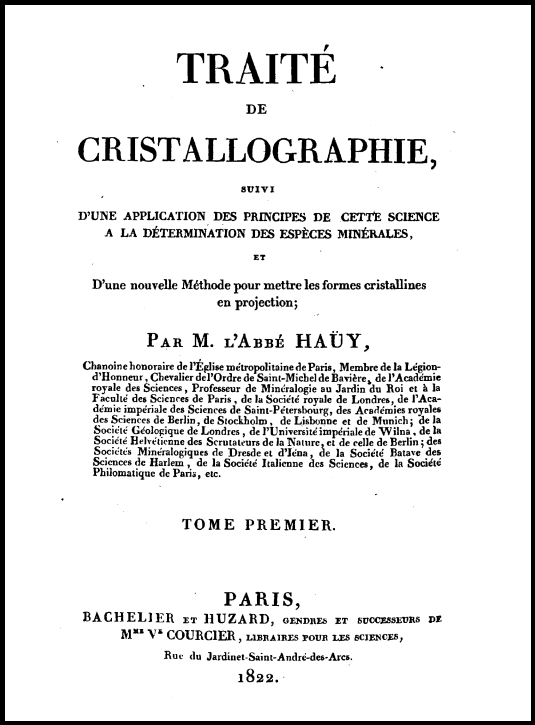 TRAITÉ
DE
CRISTALLOGRAPHIE,
SUIVI
D'UNE APPLICATION DES PRINCIPES DE CETTE SCIENCE
A LA DÉTERMINATION DES ESPÈCES MINÉRALES,
ET
D'une nouvelle Méthode pour mettre les formes cristallines
en projection;
PAR M. L'ABBÉ HAÜY,
Chanoine honoraire de l'Église métropolitaine de Paris, Membre de la Légion-
d'Honneur, Chevalier de l'Ordre de Saint-Michel de Bavière, de l'Académie
royale des Sciences, Professeur de Minéralogie au Jardin du Roi et à la
Faculté des Sciences de Paris, de la Société royale de Londres, de l'Aca-
démie impériale des Sciences de Saint-Pétersbourg, des Académies royales
des Sciences de Berlin, de Stockholm, de Lisbonne et de Munich; de la
Société Géologique de Londres, de l'Université impériale de Wilna, de la
Société Helvétienne des Scrutateurs de la Nature, et de celle de Berlin; des
Sociétés Minéralogiques de Dresde et d'Iéna, de la Société Batave des
Sciences de Harlem, de la Société Italienne des Sciences, de la Société
Philomatique de Paris, etc.
TOME PREMIER.
PARIS,
BACHELIER ET HUZARD, GENDRES ET SUCCESSEURS DE
MME VE COURCIER, LIBRAIRES POUR LES SCIENCES,
Rue du Jardinet-Saint-André-des-Arcs.
1822.